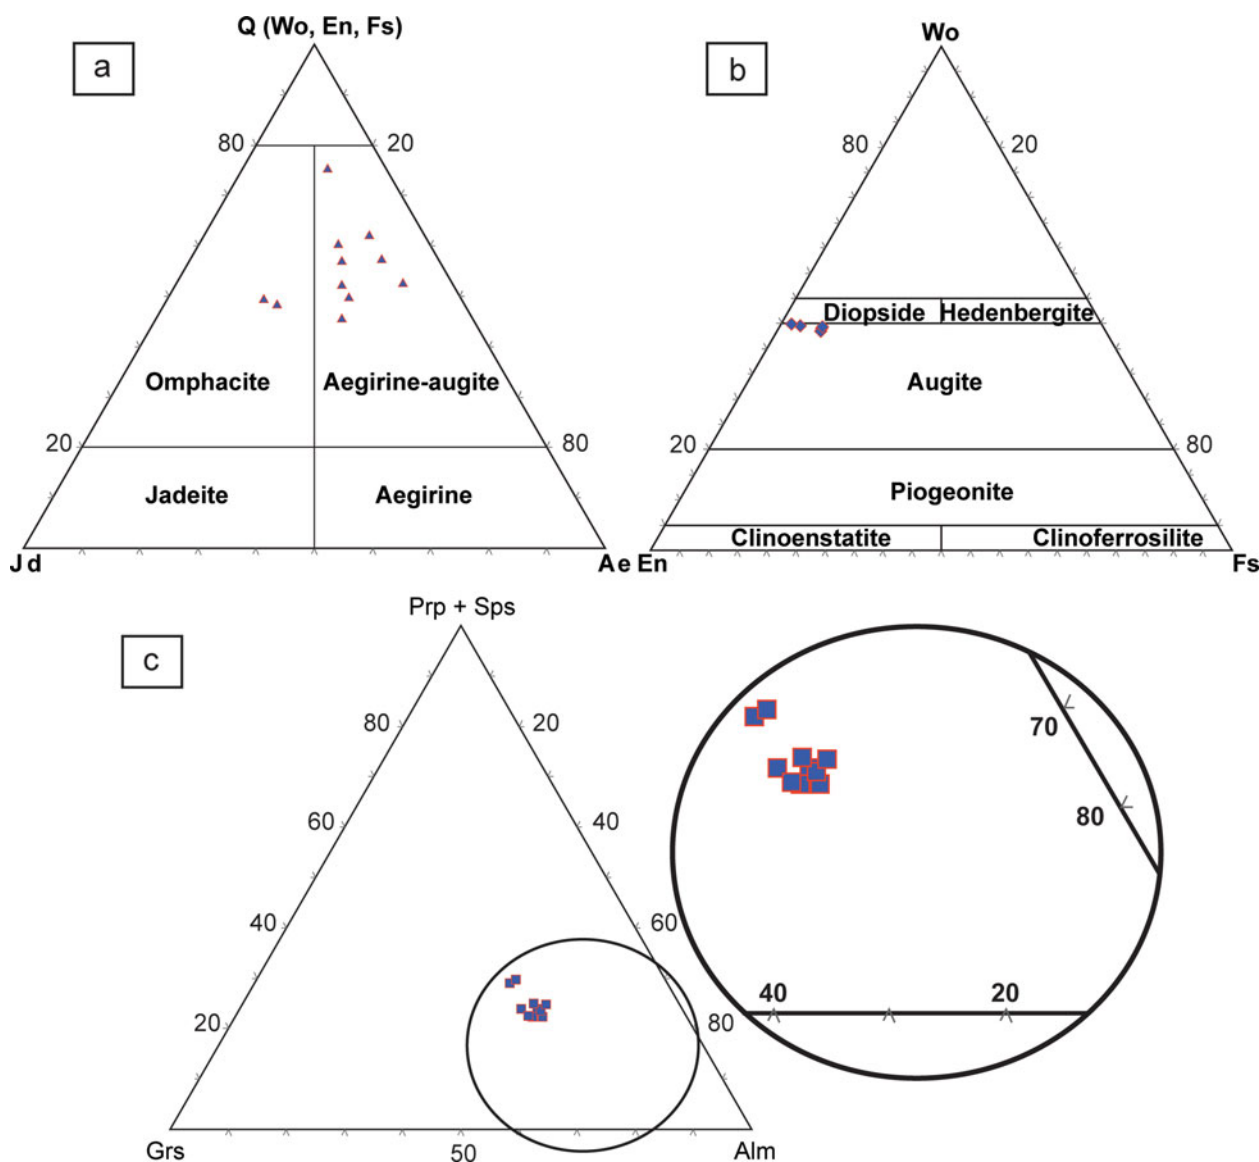 a
Q (Wo, En, Fs)
80
20
Omphacite
Aegirine-augite
20
80
Jadeite
Aegirine
Jd
Ae
b
Wo
80
20
Diopside
Hedenbergite
Augite
20
80
Piogeonite
Clinoenstatite
Clinoferrosilite
En
Fs
c
Prp + Sps
80
20
60
40
40
60
20
80
Grs
50
Alm
70
80
40
20